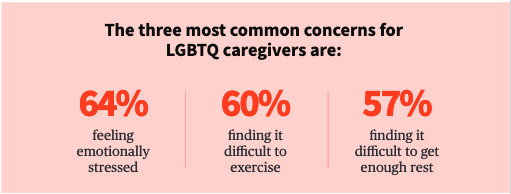 The three most common concerns for
LGBTQ caregivers are:
64%
feeling
emotionally
stressed
60%
finding it
difficult to
exercise
57%
finding it
difficult to get
enough rest